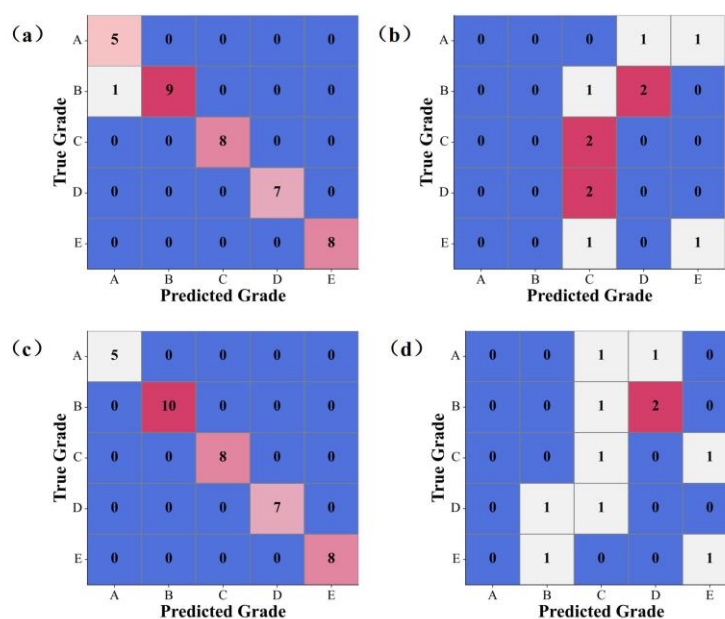 (a)
True Grade
A 5 0 0 0 0
B 1 9 0 0 0
C 0 0 8 0 0
D 0 0 0 7 0
E 0 0 0 0 8
A B C D E
Predicted Grade
(b)
True Grade
A 0 0 0 1 1
B 0 0 1 2 0
C 0 0 2 0 0
D 0 0 2 0 0
E 0 0 1 0 1
A B C D E
Predicted Grade
(c)
True Grade
A 5 0 0 0 0
B 0 10 0 0 0
C 0 0 8 0 0
D 0 0 0 7 0
E 0 0 0 0 8
A B C D E
Predicted Grade
(d)
True Grade
A 0 0 1 1 0
B 0 0 1 2 0
C 0 0 1 0 1
D 0 1 1 0 0
E 0 1 0 0 1
A B C D E
Predicted Grade